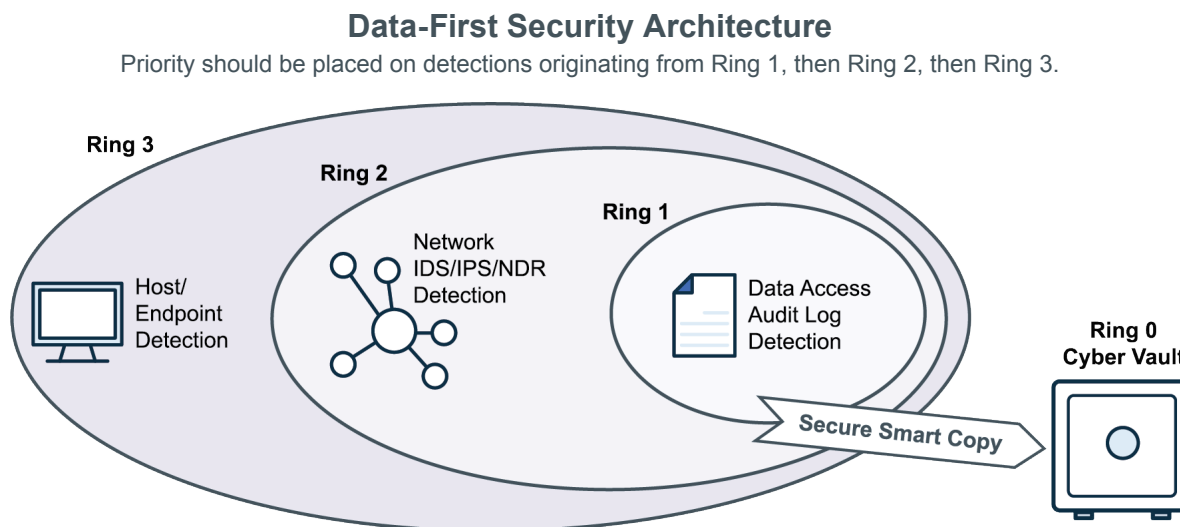 Data-First Security Architecture
Priority should be placed on detections originating from Ring 1, then Ring 2, then Ring 3.
Ring 3
Ring 2
Ring 1
Host/
Endpoint
Detection
Network
IDS/IPS/NDR
Detection
Data Access
Audit Log
Detection
Secure Smart Copy
Ring 0
Cyber Vault